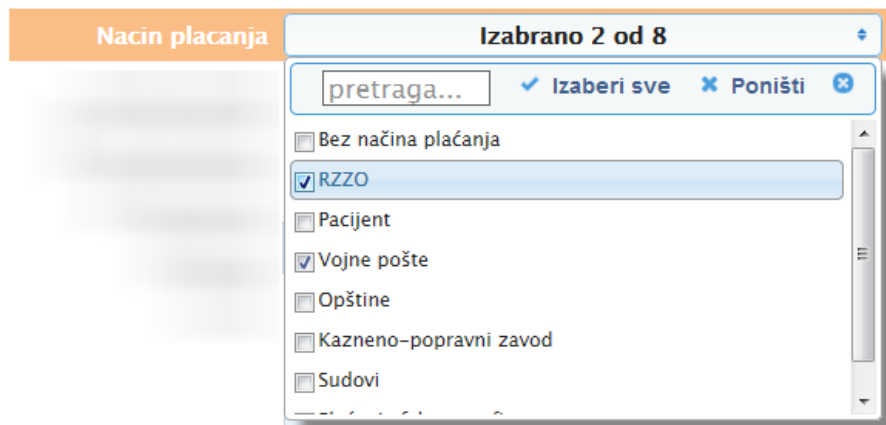 Nacin placanja
Izabrano 2 od 8
pretraga... Izaberi sve Poništi
Bez načina plaćanja
RZZO
Pacijent
Vojne pošte
Opštine
Kazneno-popravni zavod
Sudovi